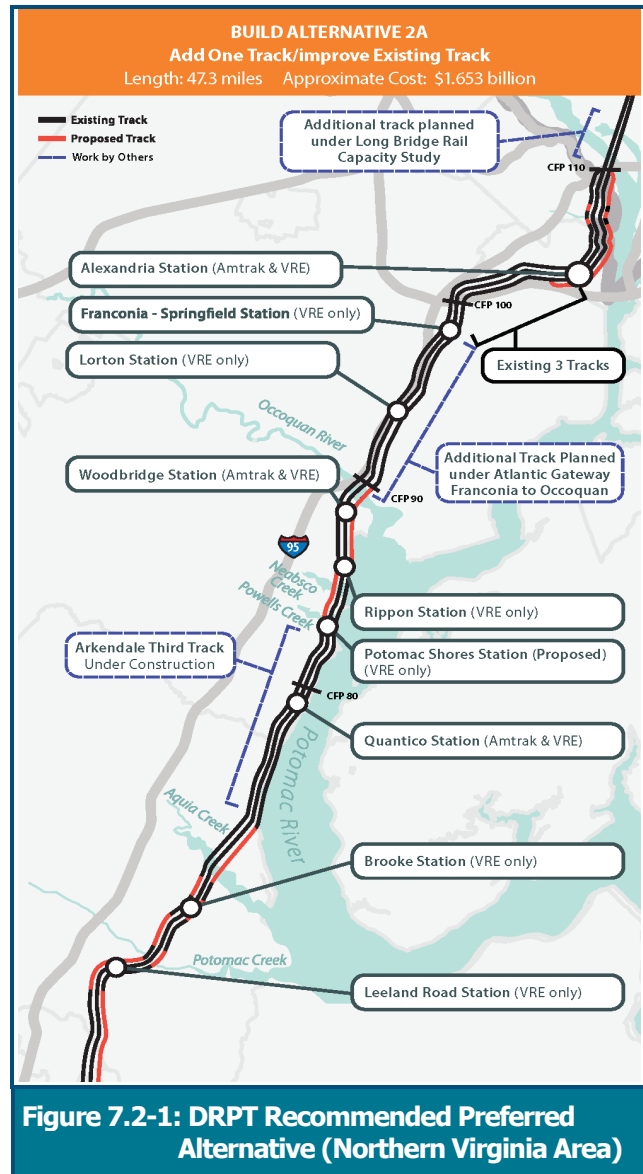 BUILD ALTERNATIVE 2A
Add One Track/improve Existing Track
Length: 47.3 miles Approximate Cost: $1.653 billion
Existing Track
Proposed Track
Work by Others
Additional track planned
under Long Bridge Rail
Capacity Study
CFP 110
Alexandria Station (Amtrak & VRE)
CFP 100
Franconia - Springfield Station (VRE only)
Lorton Station (VRE only)
Existing 3 Tracks
Occoquan River
Additional Track Planned
under Atlantic Gateway
Franconia to Occoquan
Woodbridge Station (Amtrak & VRE)
CFP 90
95
Neabsco
Creek
Powells Creek
Rippon Station (VRE only)
Arkendale Third Track
Under Construction
Potomac Shores Station (Proposed)
(VRE only)
CFP 80
Quantico Station (Amtrak & VRE)
Potomac River
Aquia Creek
Brooke Station (VRE only)
Potomac Creek
Leeland Road Station (VRE only)
Figure 7.2-1: DRPT Recommended Preferred
Alternative (Northern Virginia Area)